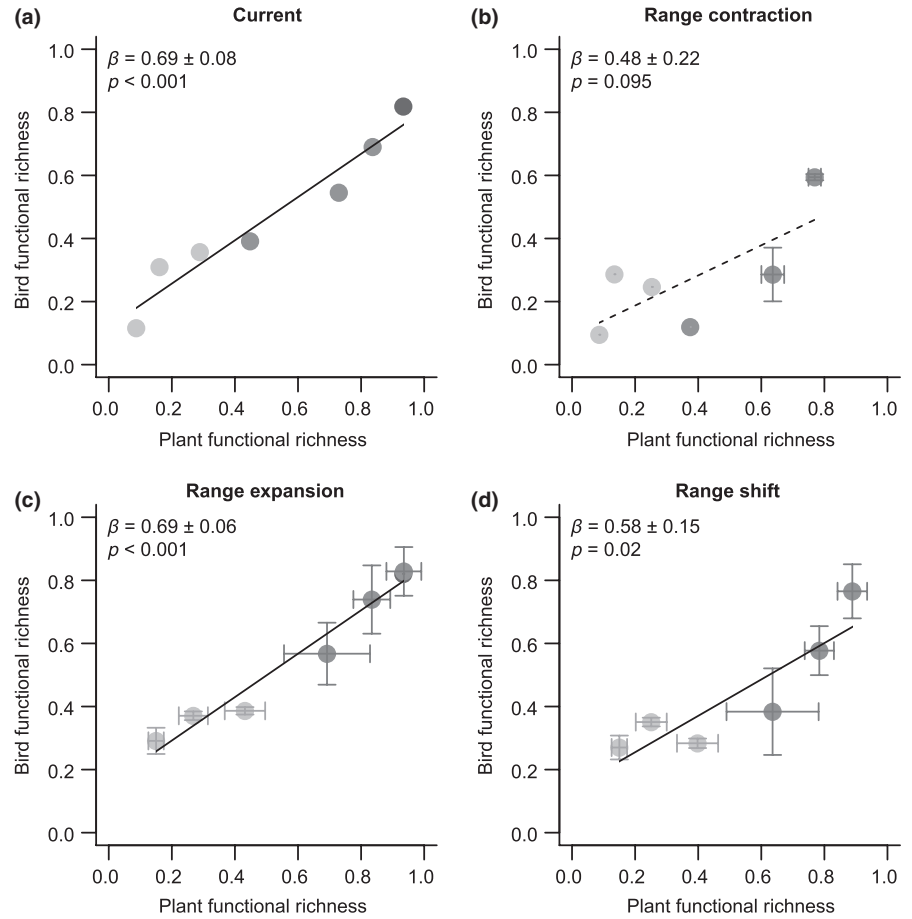 (a)
Current
β = 0.69 ± 0.08
p < 0.001
Bird functional richness
1.0
0.8
0.6
0.4
0.2
0.0
0.0 0.2 0.4 0.6 0.8 1.0
Plant functional richness
(b)
Range contraction
β = 0.48 ± 0.22
p = 0.095
Bird functional richness
1.0
0.8
0.6
0.4
0.2
0.0
0.0 0.2 0.4 0.6 0.8 1.0
Plant functional richness
(c)
Range expansion
β = 0.69 ± 0.06
p < 0.001
Bird functional richness
1.0
0.8
0.6
0.4
0.2
0.0
0.0 0.2 0.4 0.6 0.8 1.0
Plant functional richness
(d)
Range shift
β = 0.58 ± 0.15
p = 0.02
Bird functional richness
1.0
0.8
0.6
0.4
0.2
0.0
0.0 0.2 0.4 0.6 0.8 1.0
Plant functional richness